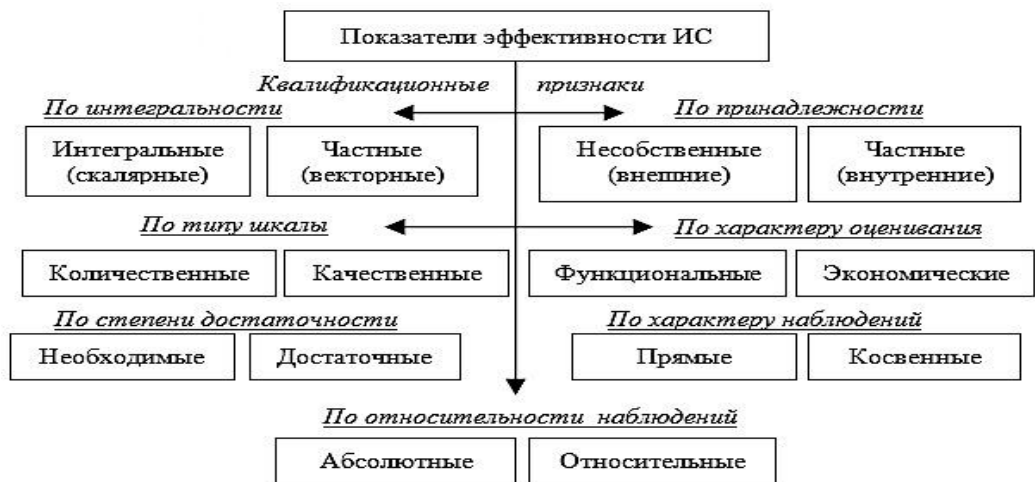 Показатели эффективности ИС
Квалификационные признаки
По интегральности
По принадлежности
Интегральные
(скалярные)
Частные
(векторные)
Несобственные
(внешние)
Частные
(внутренние)
По типу шкалы
По характеру оценивания
Количественные
Качественные
Функциональные
Экономические
По степени достаточности
По характеру наблюдений
Необходимые
Достаточные
Прямые
Косвенные
По относительности наблюдений
Абсолютные
Относительные